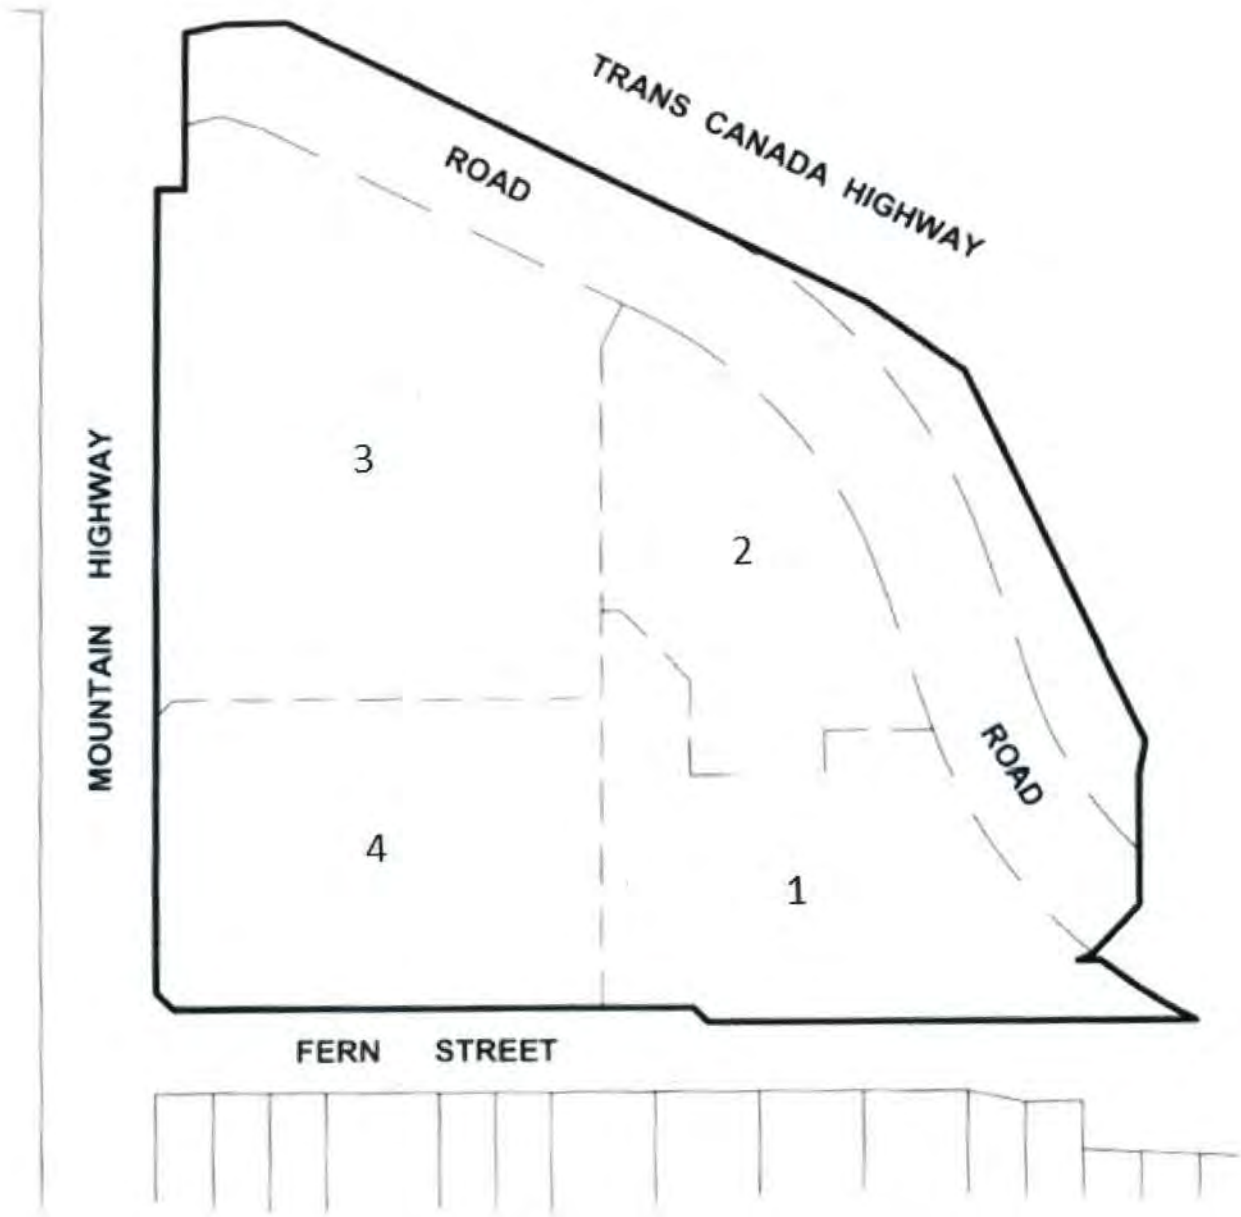 TRANS CANADA HIGHWAY
ROAD
3
2
MOUNTAIN HIGHWAY
ROAD
4
1
FERN STREET